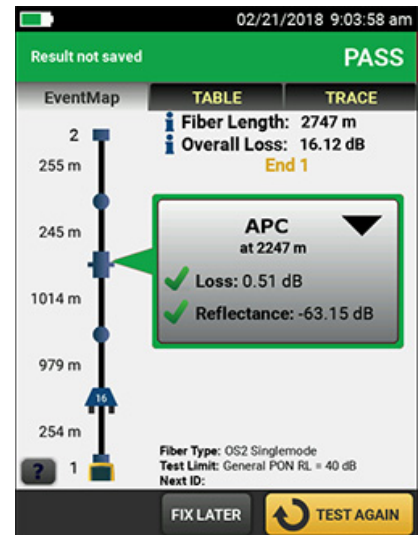 02/21/2018 9:03:58 am
Result not saved PASS
EventMap TABLE TRACE
i Fiber Length: 2747 m
i Overall Loss: 16.12 dB
End 1
2
255 m
245 m
APC
at 2247 m
Loss: 0.51 dB
Reflectance: -63.15 dB
1014 m
979 m
16
254 m
? 1
Fiber Type: OS2 Singlemode
Test Limit: General PON RL = 40 dB
Next ID:
FIX LATER TEST AGAIN